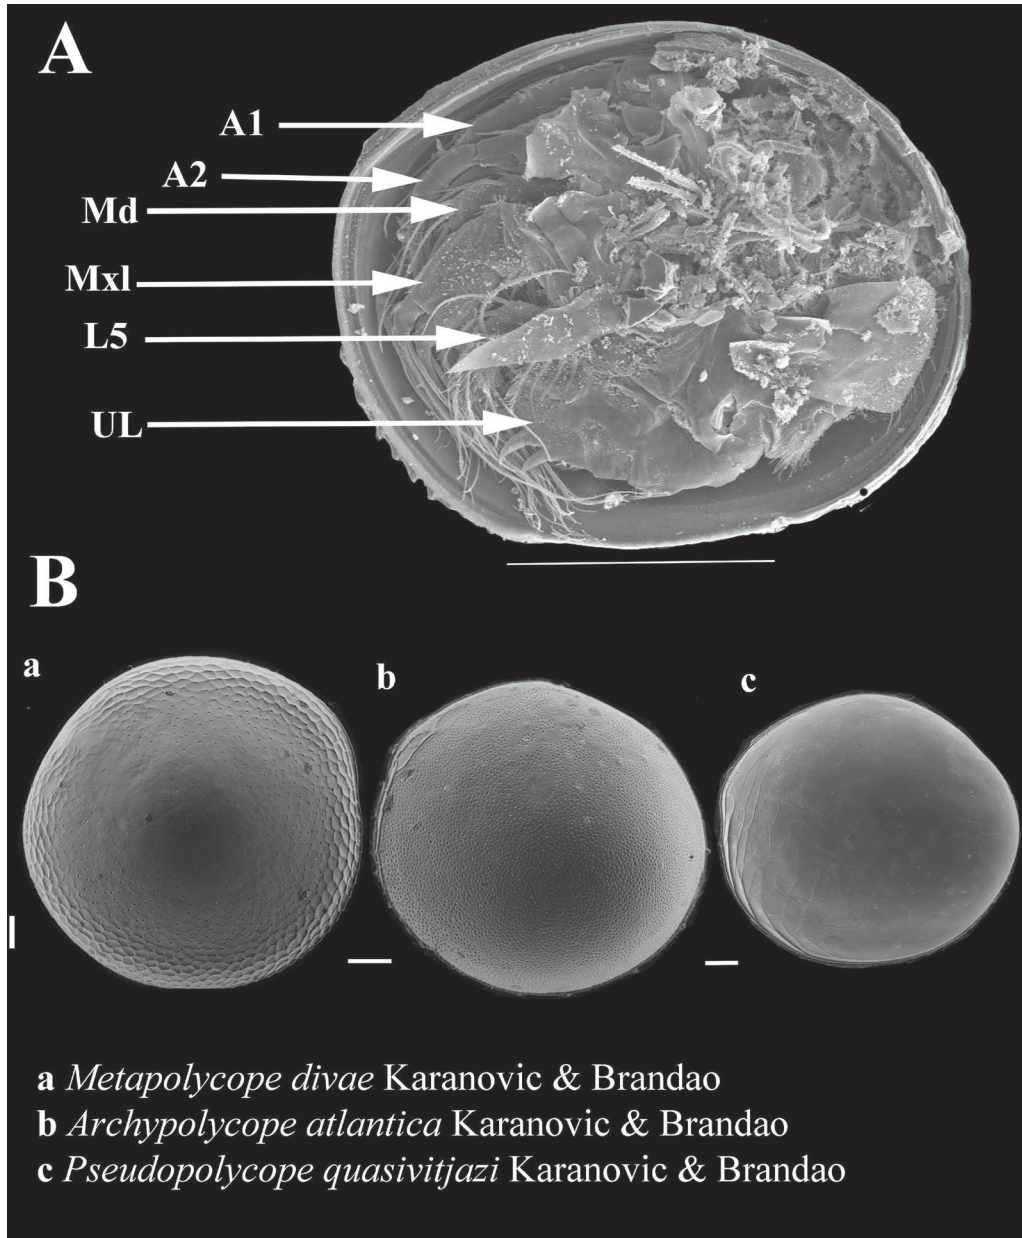 A
A1
A2
Md
Mxl
L5
UL
B
a
b
c
a Metapolycope divae Karanovic & Brandao
b Archypolycope atlantica Karanovic & Brandao
c Pseudopolycope quasivitjazi Karanovic & Brandao